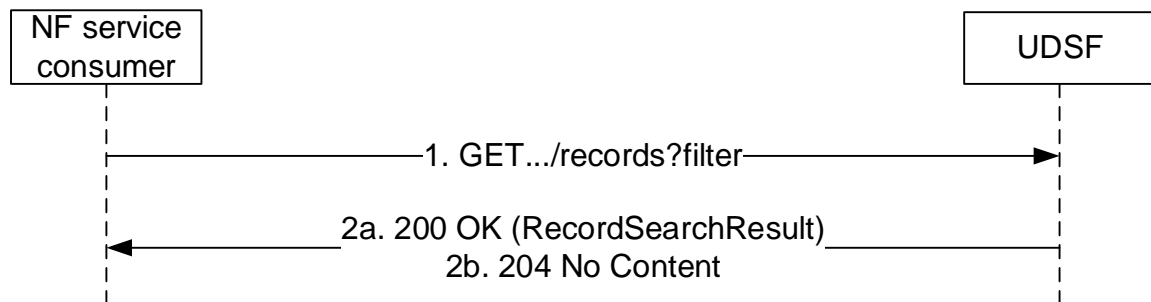 NF service
consumer
UDSF
1. GET.../records?filter
2a. 200 OK (RecordSearchResult)
2b. 204 No Content